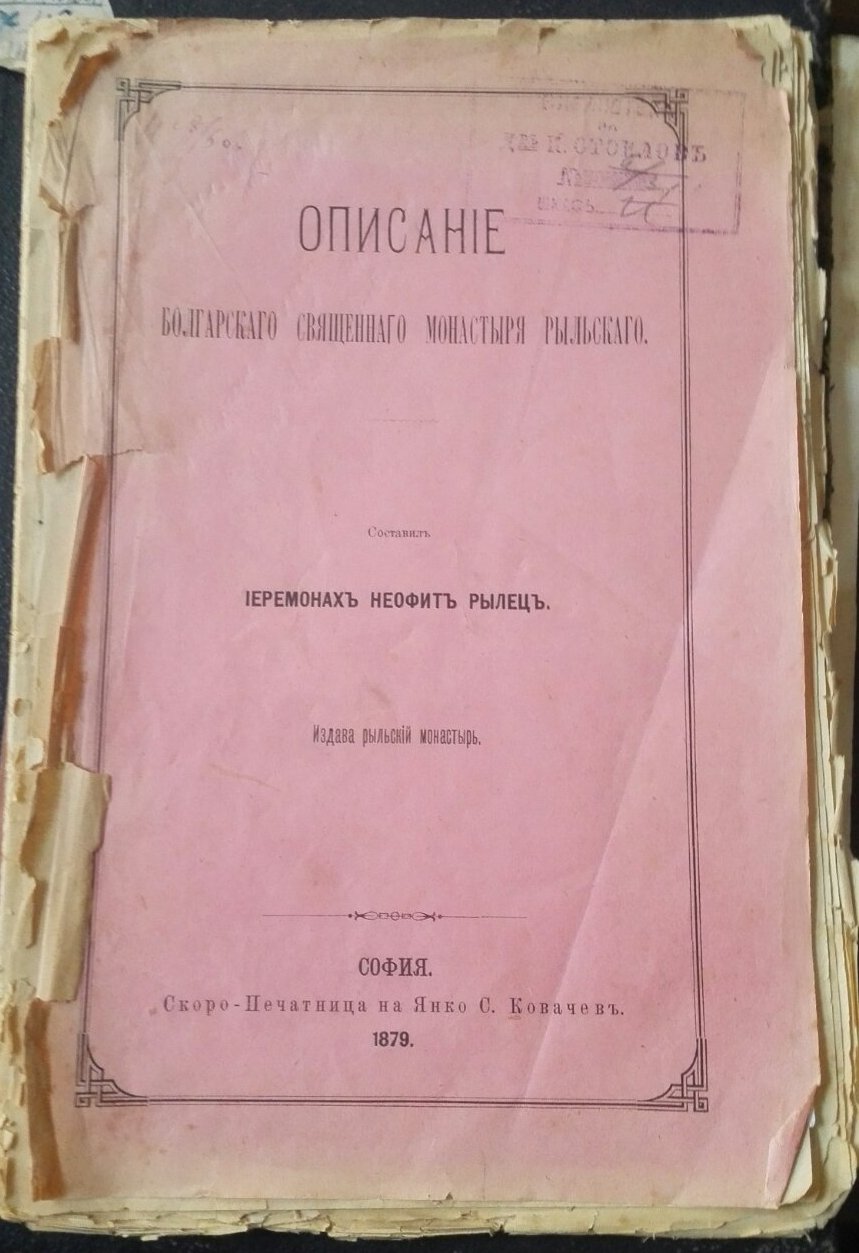 ОПИСАНІЕ
БОЛГАРСКАГО СВЯЩЕННАГО МОНАСТЫРЯ РЫЛЬСКАГО.
Составилъ
ІЕРЕМОНАХЪ НЕОФИТЪ РЫЛЕЦЪ.
Издава рыльскій монастырь.
СОФИЯ.
Скоро-Печатница на Янко С. Ковачевъ.
1879.